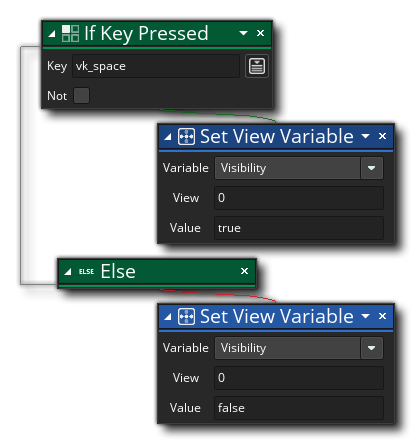 If Key Pressed
Key vk_space
Not
Set View Variable
Variable Visibility
View 0
Value true
ELSE Else
Set View Variable
Variable Visibility
View 0
Value false